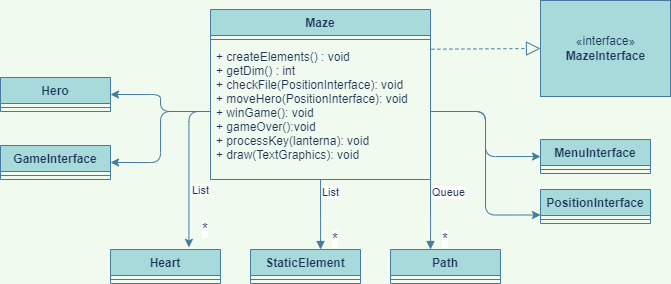 Maze
+ createElements() : void
+ getDim() : int
+ checkFile(PositionInterface): void
+ moveHero(PositionInterface): void
+ winGame(): void
+ gameOver():void
+ processKey(lanterna): void
+ draw(TextGraphics): void
«interface»
MazeInterface
Hero
GameInterface
MenuInterface
PositionInterface
List
List
Queue
*
*
*
Heart
StaticElement
Path